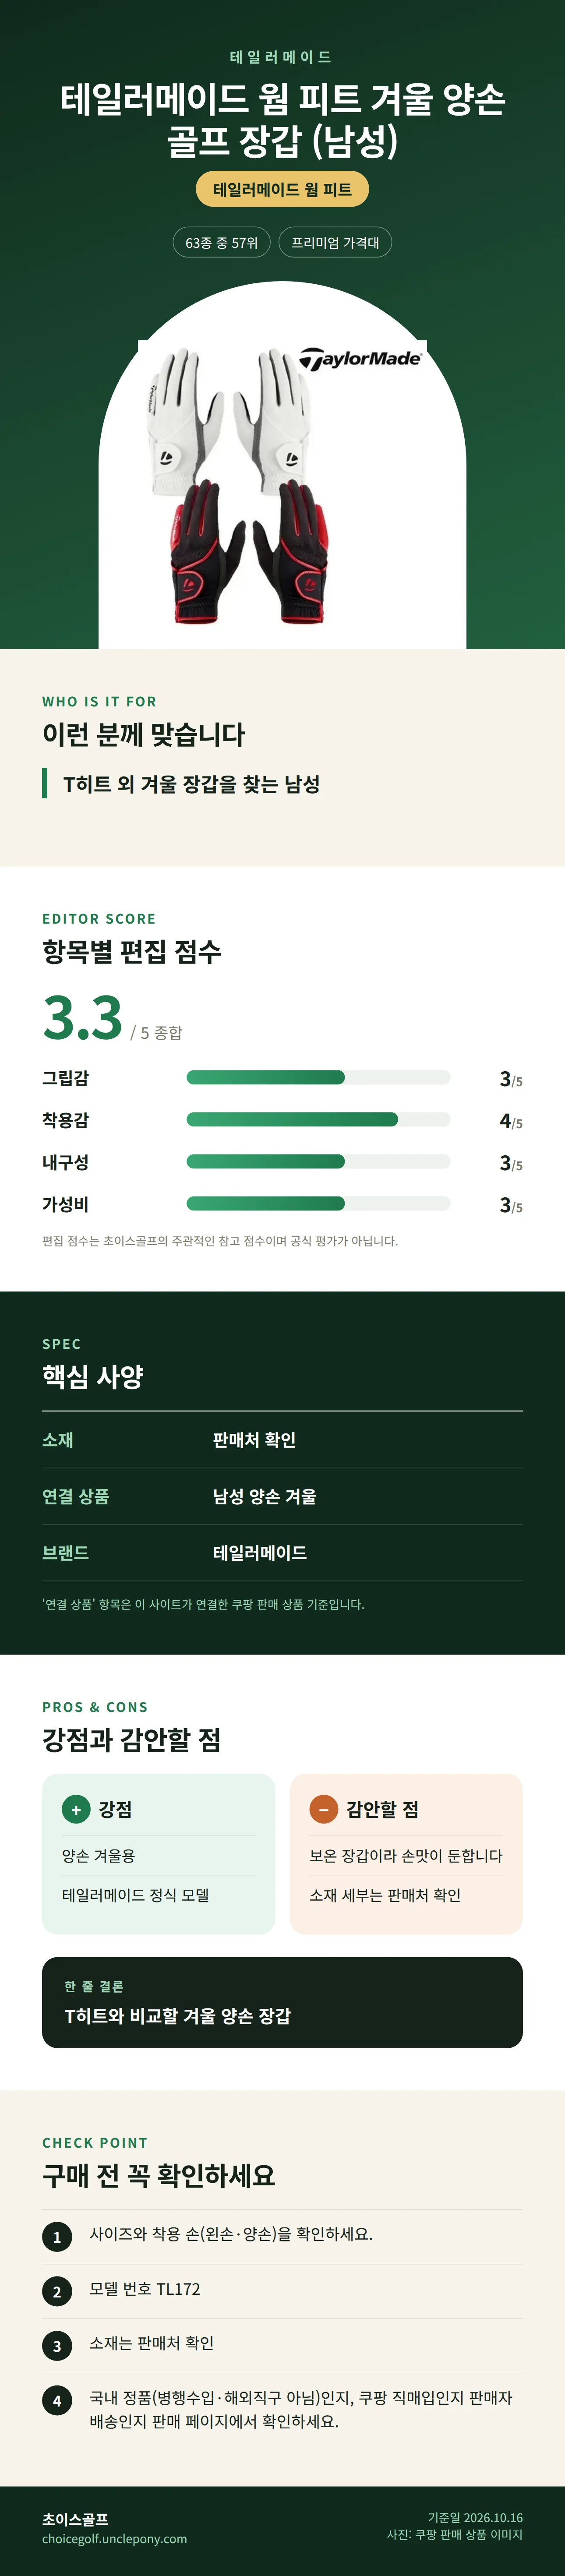 테일러메이드
테일러메이드 웜 피트 겨울 양손
골프 장갑 (남성)
테일러메이드 웜 피트
63종 중 57위
프리미엄 가격대
TaylorMade
WHO IS IT FOR
이런 분께 맞습니다
T히트 외 겨울 장갑을 찾는 남성
EDITOR SCORE
항목별 편집 점수
3.3 / 5 종합
그립감 3/5
착용감 4/5
내구성 3/5
가성비 3/5
편집 점수는 초이스골프의 주관적인 참고 점수이며 공식 평가가 아닙니다.
SPEC
핵심 사양
소재 판매처 확인
연결 상품 남성 양손 겨울
브랜드 테일러메이드
'연결 상품' 항목은 이 사이트가 연결한 쿠팡 판매 상품 기준입니다.
PROS & CONS
강점과 감안할 점
+ 강점
양손 겨울용
테일러메이드 정식 모델
− 감안할 점
보온 장갑이라 손맛이 둔합니다
소재 세부는 판매처 확인
한 줄 결론
T히트와 비교할 겨울 양손 장갑
CHECK POINT
구매 전 꼭 확인하세요
1 사이즈와 착용 손(왼손·양손)을 확인하세요.
2 모델 번호 TL172
3 소재는 판매처 확인
4 국내 정품(병행수입·해외직구 아님)인지, 쿠팡 직매입인지 판매자
배송인지 판매 페이지에서 확인하세요.
초이스골프
choicegolf.unclepony.com
기준일 2026.10.16
사진: 쿠팡 판매 상품 이미지